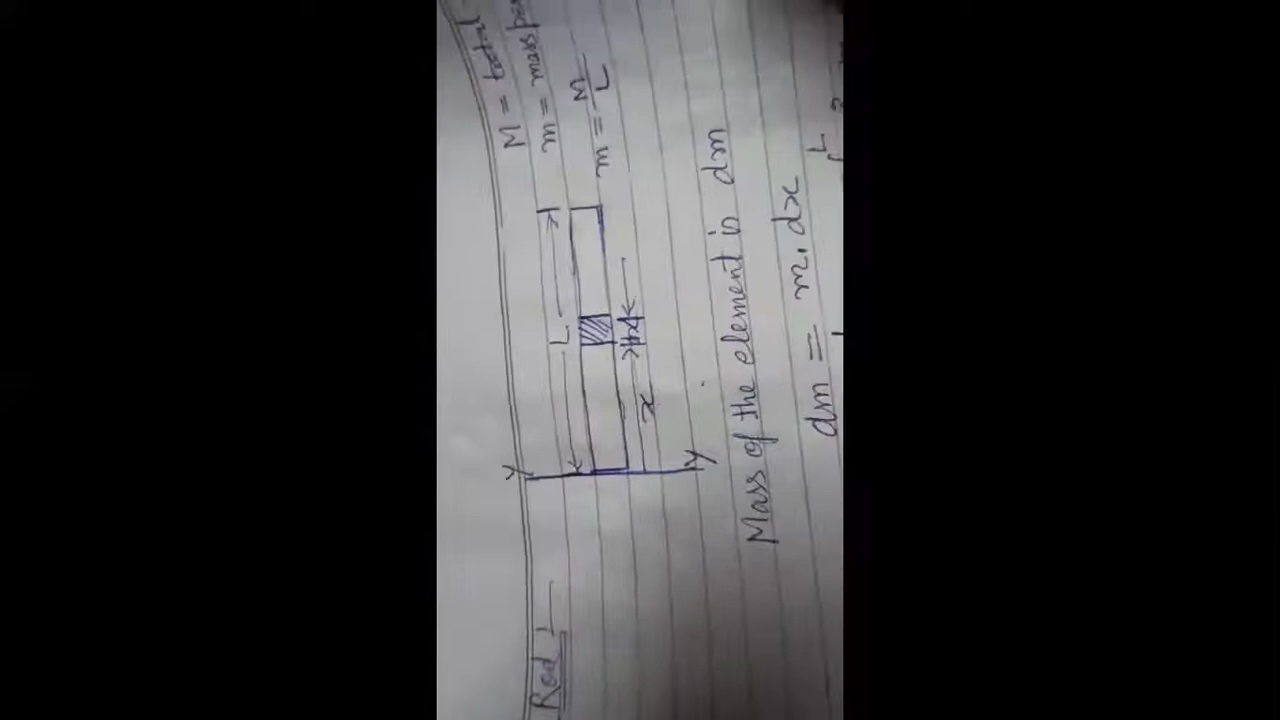 Rod :-
M = total
m = mass per
m = M/L
Y
L
x
dx
Y
Mass of the element is dm
dm = m. dx
L